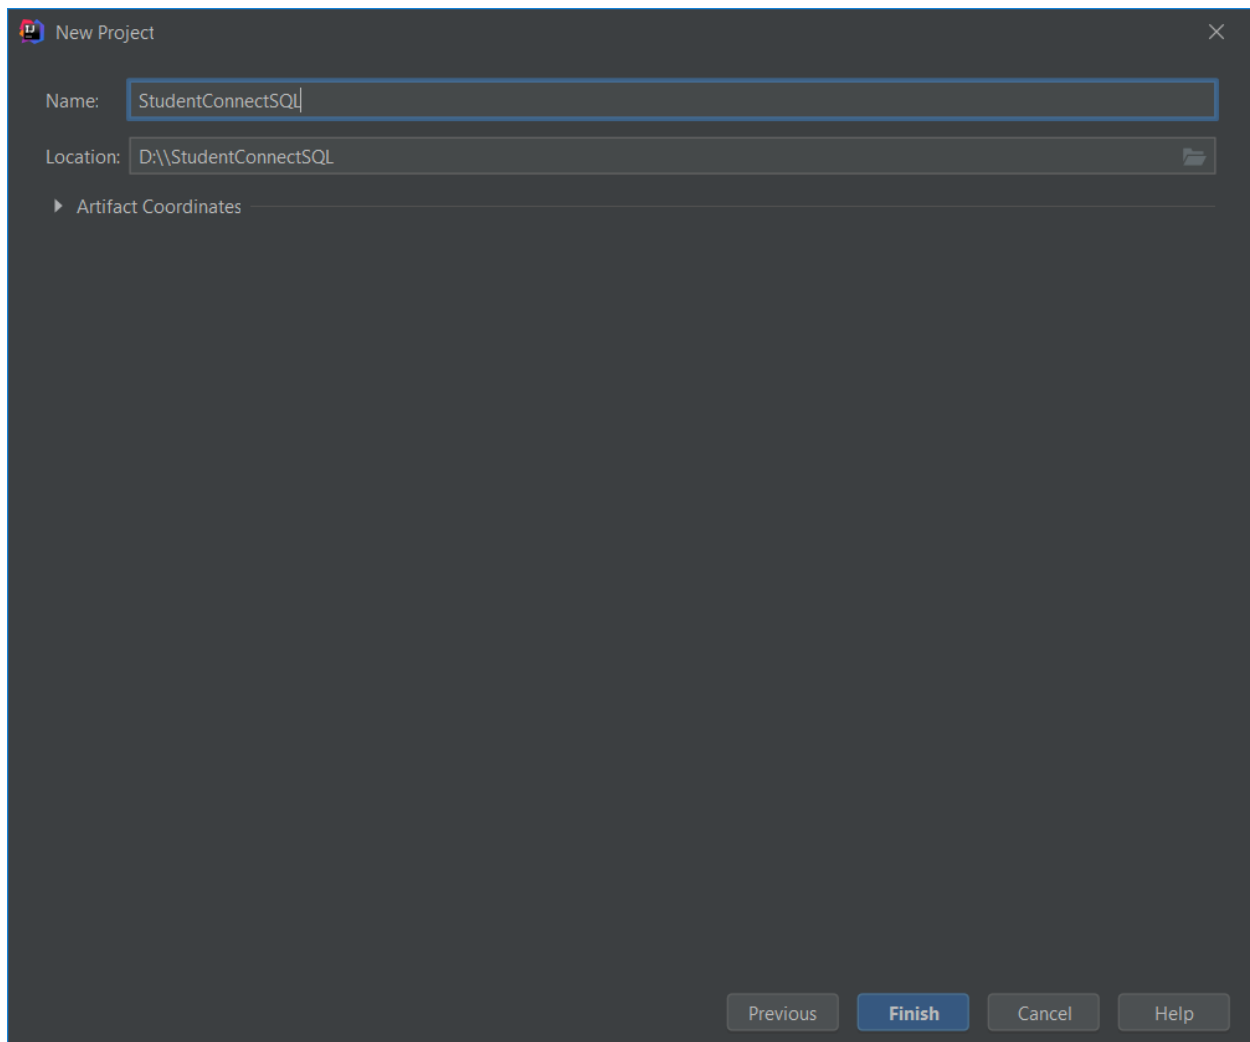 New Project
Name: StudentConnectSQL
Location: D:\\StudentConnectSQL
Artifact Coordinates
Previous Finish Cancel Help